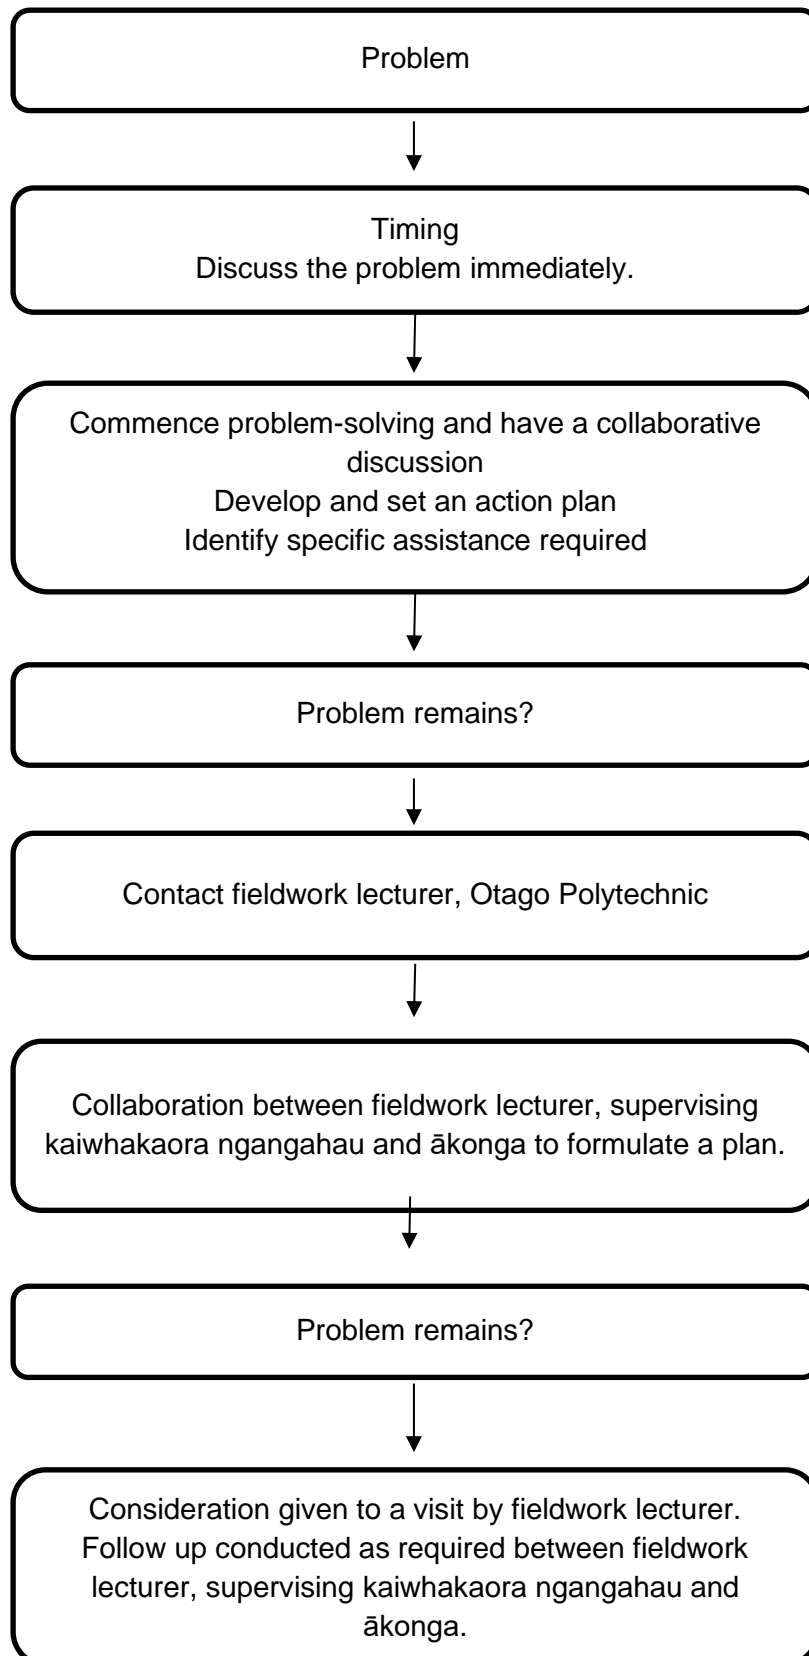 Problem
Timing
Discuss the problem immediately.
Commence problem-solving and have a collaborative
discussion
Develop and set an action plan
Identify specific assistance required
Problem remains?
Contact fieldwork lecturer, Otago Polytechnic
Collaboration between fieldwork lecturer, supervising
kaiwhakaora ngangahau and ākonga to formulate a plan.
Problem remains?
Consideration given to a visit by fieldwork lecturer.
Follow up conducted as required between fieldwork
lecturer, supervising kaiwhakaora ngangahau and
ākonga.